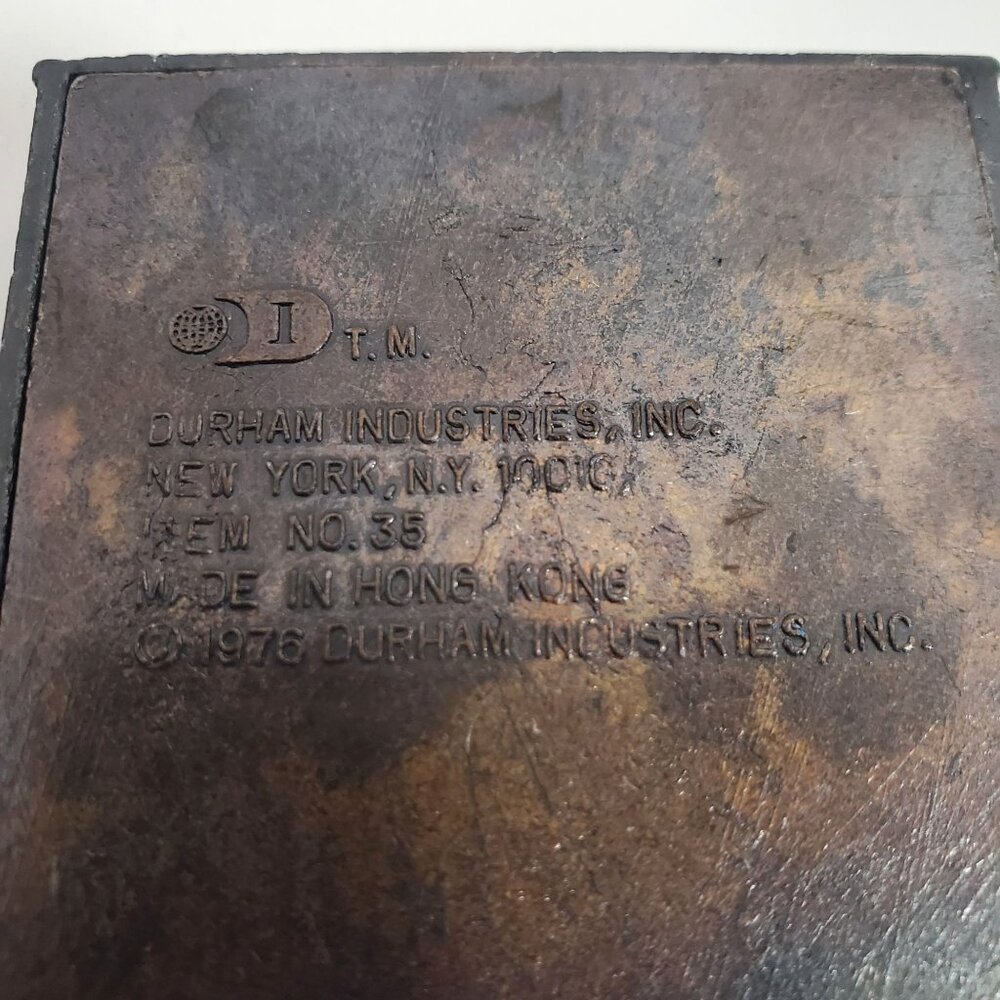 DI T.M.
DURHAM INDUSTRIES, INC.
NEW YORK, N.Y. 10010
ITEM NO. 35
MADE IN HONG KONG
© 1976 DURHAM INDUSTRIES, INC.